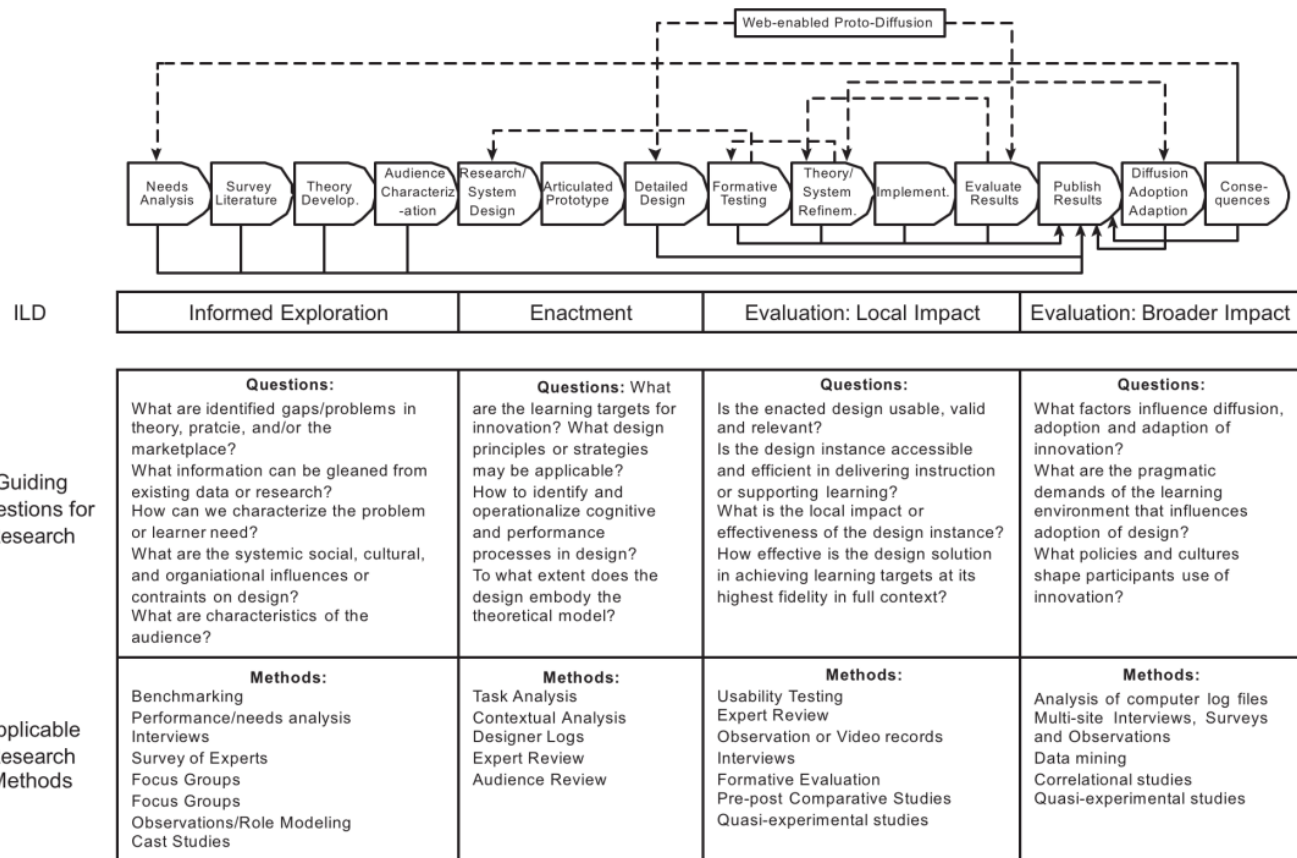 Web-enabled Proto-Diffusion
Needs
Analysis
Survey
Literature
Theory
Develop.
Audience
Characteriz
-ation
Research/
System
Design
Articulated
Prototype
Detailed
Design
Formative
Testing
Theory/
System
Refinem.
Implement.
Evaluate
Results
Publish
Results
Diffusion
Adoption
Adaption
Conse-
quences
ILD
Informed Exploration
Enactment
Evaluation: Local Impact
Evaluation: Broader Impact
Guiding
estions for
esearch
Questions:
What are identified gaps/problems in
theory, pratcie, and/or the
marketplace?
What information can be gleaned from
existing data or research?
How can we characterize the problem
or learner need?
What are the systemic social, cultural,
and organiational influences or
contraints on design?
What are characteristics of the
audience?
Questions: What
are the learning targets for
innovation? What design
principles or strategies
may be applicable?
How to identify and
operationalize cognitive
and performance
processes in design?
To what extent does the
design embody the
theoretical model?
Questions:
Is the enacted design usable, valid
and relevant?
Is the design instance accessible
and efficient in delivering instruction
or supporting learning?
What is the local impact or
effectiveness of the design instance?
How effective is the design solution
in achieving learning targets at its
highest fidelity in full context?
Questions:
What factors influence diffusion,
adoption and adaption of
innovation?
What are the pragmatic
demands of the learning
environment that influences
adoption of design?
What policies and cultures
shape participants use of
innovation?
pplicable
esearch
Methods
Methods:
Benchmarking
Performance/needs analysis
Interviews
Survey of Experts
Focus Groups
Focus Groups
Observations/Role Modeling
Cast Studies
Methods:
Task Analysis
Contextual Analysis
Designer Logs
Expert Review
Audience Review
Methods:
Usability Testing
Expert Review
Observation or Video records
Interviews
Formative Evaluation
Pre-post Comparative Studies
Quasi-experimental studies
Methods:
Analysis of computer log files
Multi-site Interviews, Surveys
and Observations
Data mining
Correlational studies
Quasi-experimental studies